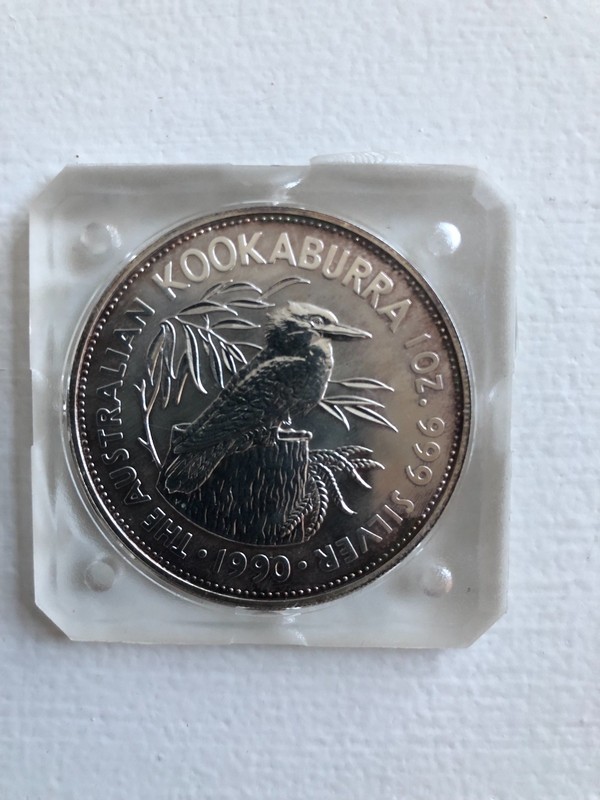 THE AUSTRALIAN KOOKABURRA 1 OZ. 999 SILVER
· 1990 ·